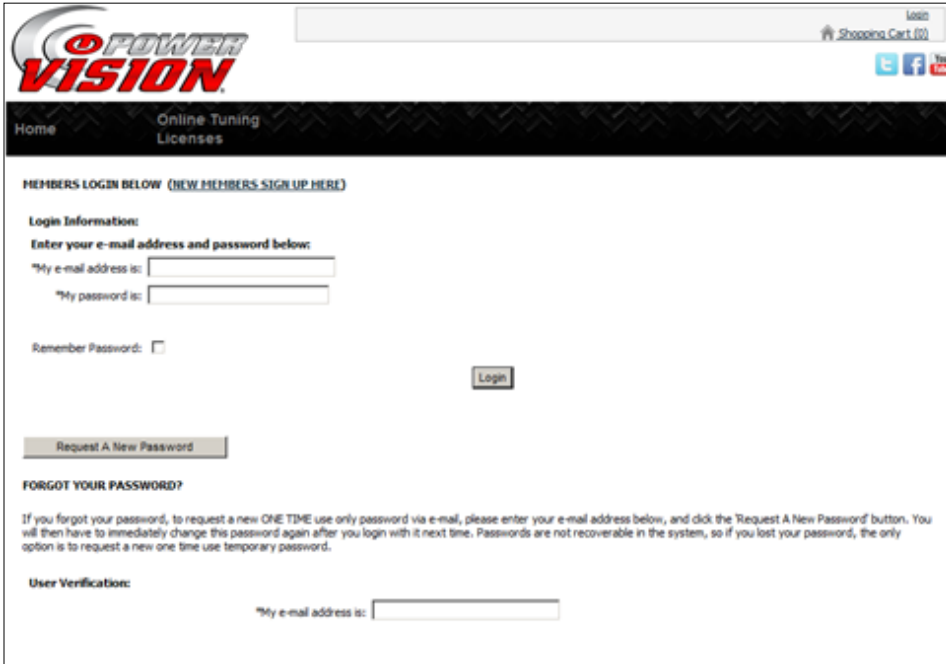 Login
Shopping Cart (0)
POWER
VISION
You
Tube
Home
Online Tuning
Licenses
MEMBERS LOGIN BELOW (NEW MEMBERS SIGN UP HERE)
Login Information:
Enter your e-mail address and password below:
*My e-mail address is:
*My password is:
Remember Password:
Login
Request A New Password
FORGOT YOUR PASSWORD?
If you forgot your password, to request a new ONE TIME use only password via e-mail, please enter your e-mail address below, and click the 'Request A New Password' button. You
will then have to immediately change this password again after you login with it next time. Passwords are not recoverable in the system, so if you lost your password, the only
option is to request a new one time use temporary password.
User Verification:
*My e-mail address is: